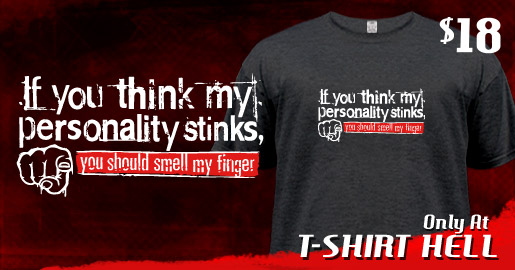 If you think my
personality stinks,
you should smell my finger
If you think my
personality stinks,
you should smell my finger
$18
Only At
T-SHIRT HELL